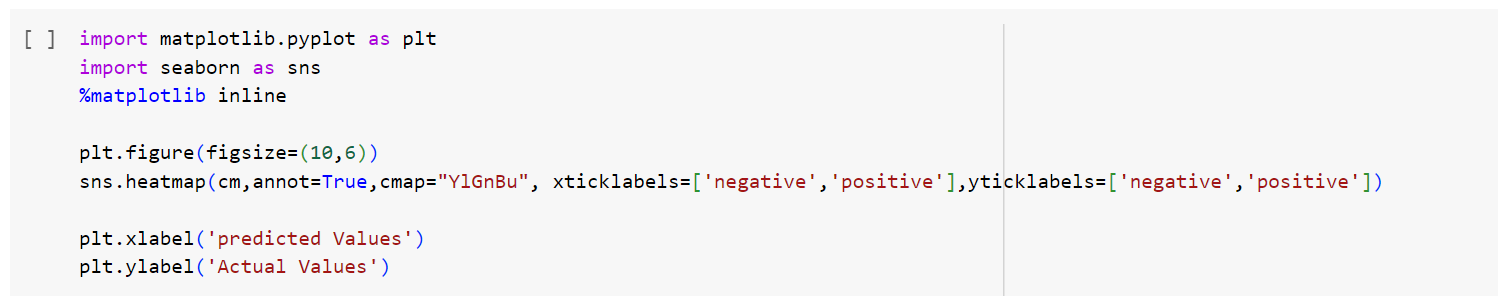 [ ] import matplotlib.pyplot as plt
import seaborn as sns
%matplotlib inline
plt.figure(figsize=(10,6))
sns.heatmap(cm,annot=True,cmap="YlGnBu", xticklabels=['negative','positive'],yticklabels=['negative','positive'])
plt.xlabel('predicted Values')
plt.ylabel('Actual Values')